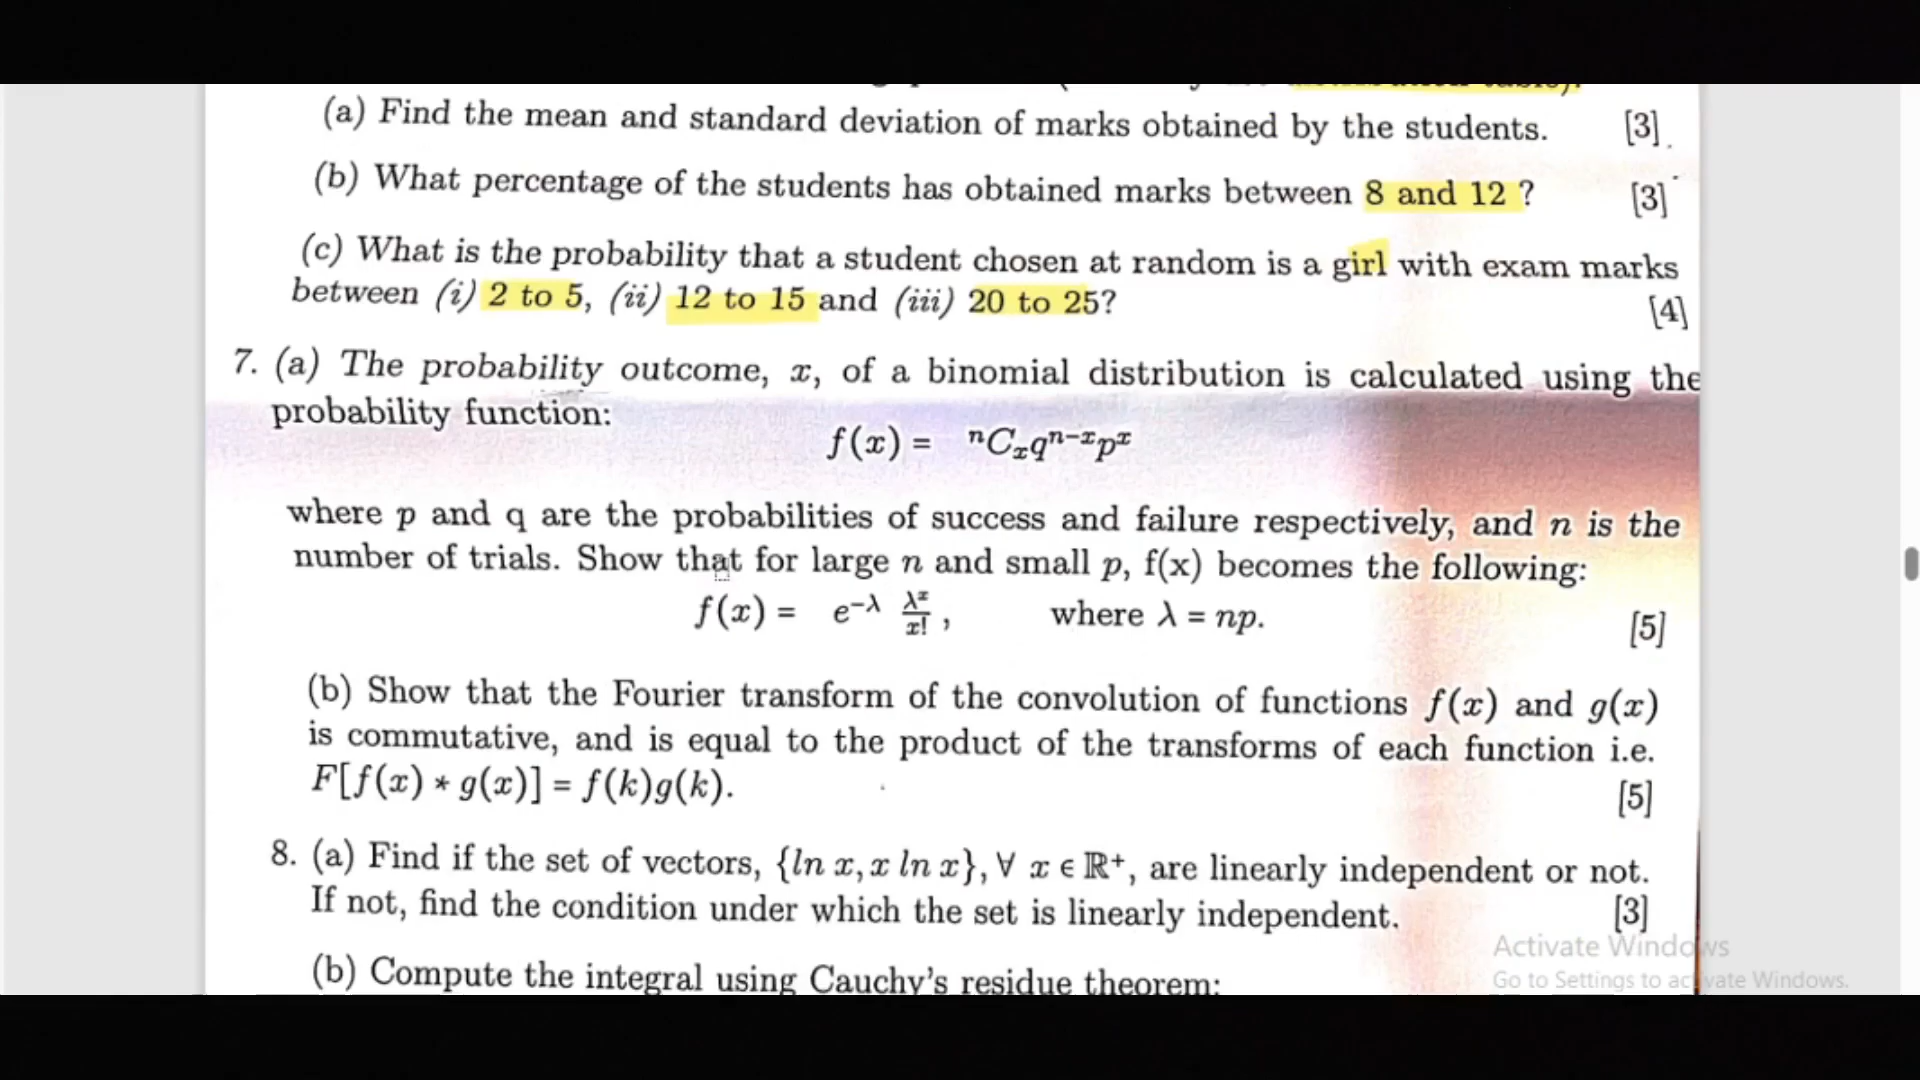 (a) Find the mean and standard deviation of marks obtained by the students. [3]
(b) What percentage of the students has obtained marks between 8 and 12 ? [3]
(c) What is the probability that a student chosen at random is a girl with exam marks
between (i) 2 to 5, (ii) 12 to 15 and (iii) 20 to 25? [4]
7. (a) The probability outcome, x, of a binomial distribution is calculated using the
probability function:
f(x) = ⁿCₓqⁿ⁻ˣpˣ
where p and q are the probabilities of success and failure respectively, and n is the
number of trials. Show that for large n and small p, f(x) becomes the following:
f(x) = e^{-λ} λˣ/x! , where λ = np. [5]
(b) Show that the Fourier transform of the convolution of functions f(x) and g(x)
is commutative, and is equal to the product of the transforms of each function i.e.
F[f(x) * g(x)] = f(k)g(k). [5]
8. (a) Find if the set of vectors, {ln x, x ln x}, ∀ x ϵ ℝ⁺, are linearly independent or not.
If not, find the condition under which the set is linearly independent. [3]
(b) Compute the integral using Cauchy's residue theorem:
Activate Windows
Go to Settings to activate Windows.